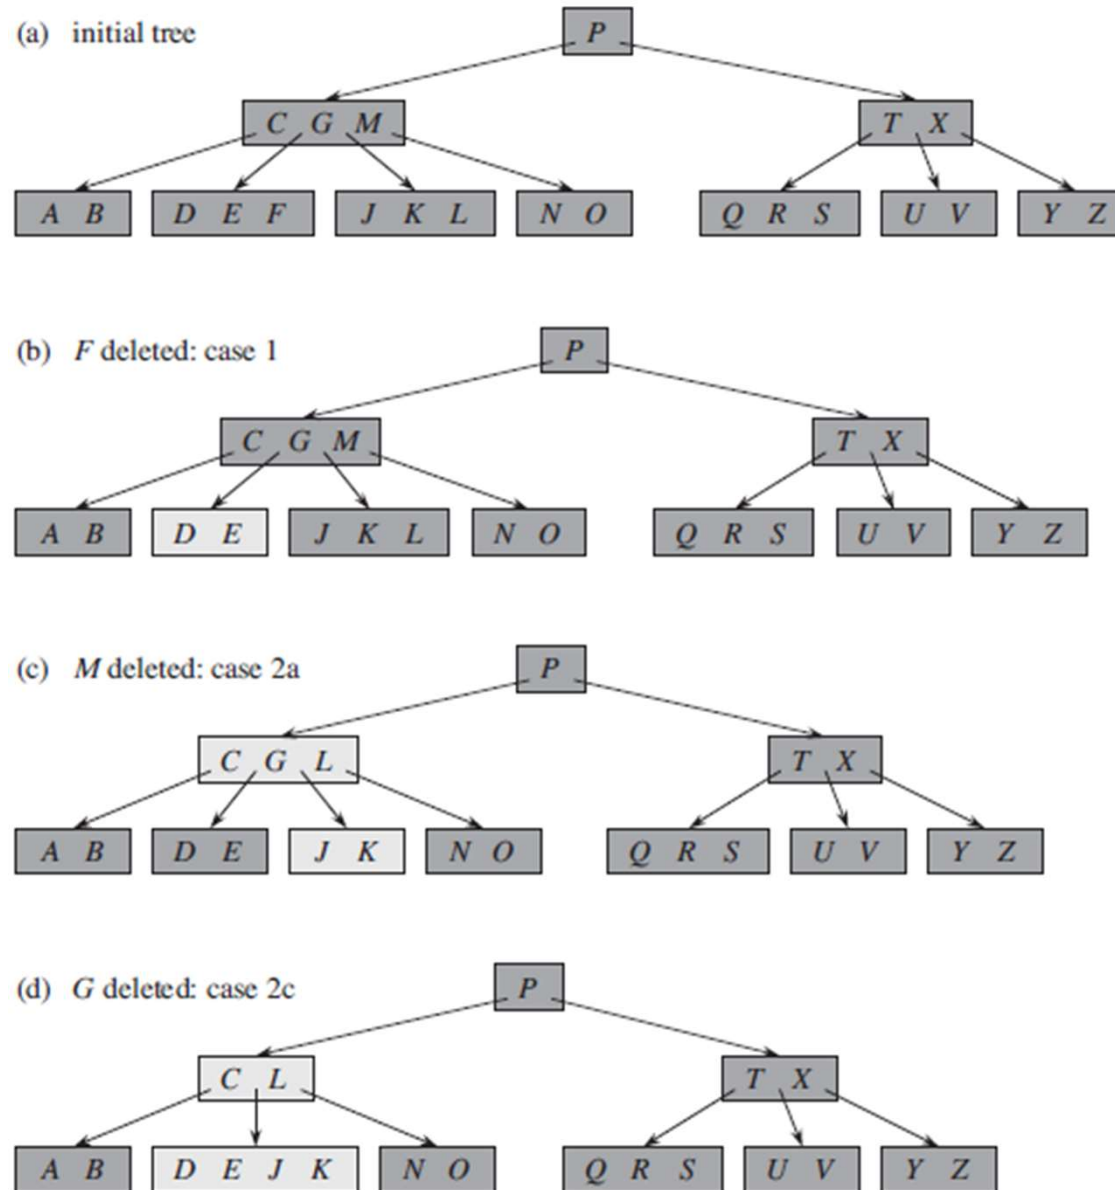 (a) initial tree
P
C G M
T X
A B
D E F
J K L
N O
Q R S
U V
Y Z
(b) F deleted: case 1
P
C G M
T X
A B
D E
J K L
N O
Q R S
U V
Y Z
(c) M deleted: case 2a
P
C G L
T X
A B
D E
J K
N O
Q R S
U V
Y Z
(d) G deleted: case 2c
P
C L
T X
A B
D E J K
N O
Q R S
U V
Y Z